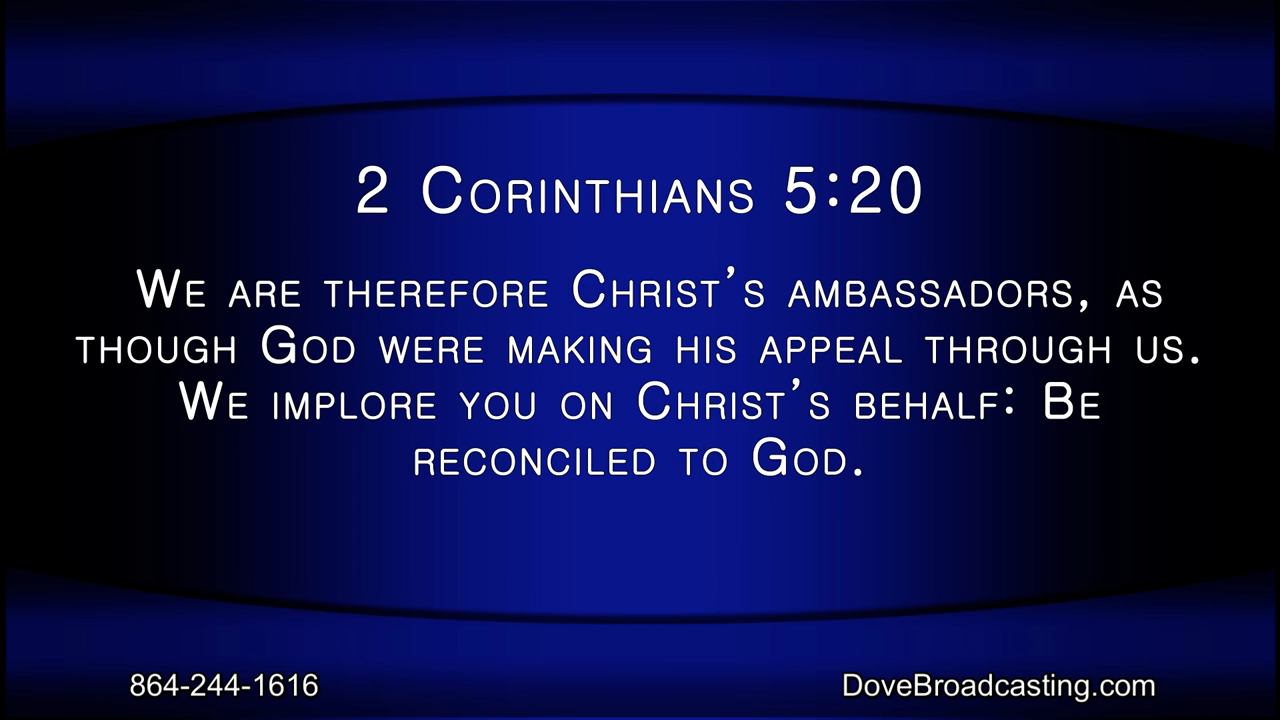 2 Corinthians 5:20
We are therefore Christ’s ambassadors, as
though God were making his appeal through us.
We implore you on Christ’s behalf: Be
reconciled to God.
864-244-1616
DoveBroadcasting.com